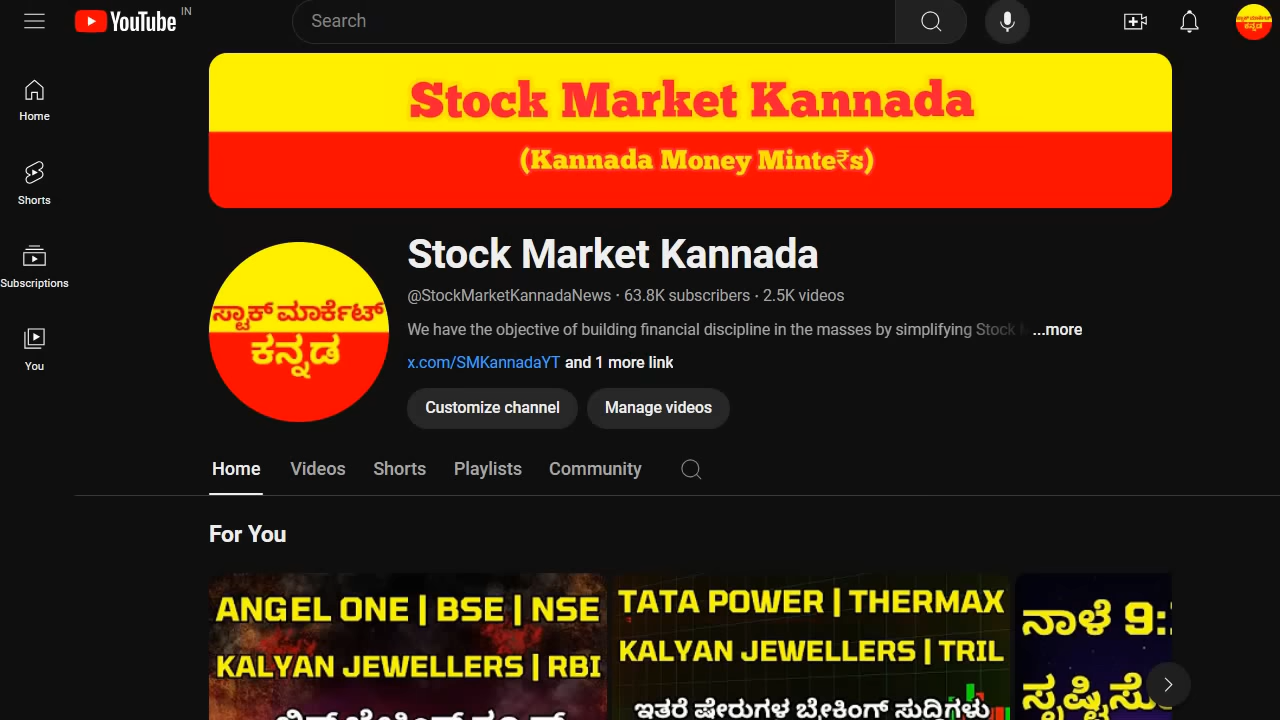 YouTube IN
Search
Home
Shorts
Subscriptions
You
Stock Market Kannada
(Kannada Money Minte₹s)
ಸ್ಟಾಕ್ ಮಾರ್ಕೆಟ್
ಕನ್ನಡ
ಸ್ಟಾಕ್ ಮಾರ್ಕೆಟ್
ಕನ್ನಡ
Stock Market Kannada
@StockMarketKannadaNews · 63.8K subscribers · 2.5K videos
We have the objective of building financial discipline in the masses by simplifying Stock ...more
x.com/SMKannadaYT and 1 more link
Customize channel Manage videos
Home Videos Shorts Playlists Community
For You
ANGEL ONE | BSE | NSE
KALYAN JEWELLERS | RBI
TATA POWER | THERMAX
KALYAN JEWELLERS | TRIL
ಇತರೆ ಷೇರುಗಳ ಬ್ರೇಕಿಂಗ್ ಸುದ್ದಿಗಳು
ನಾಳೆ 9: